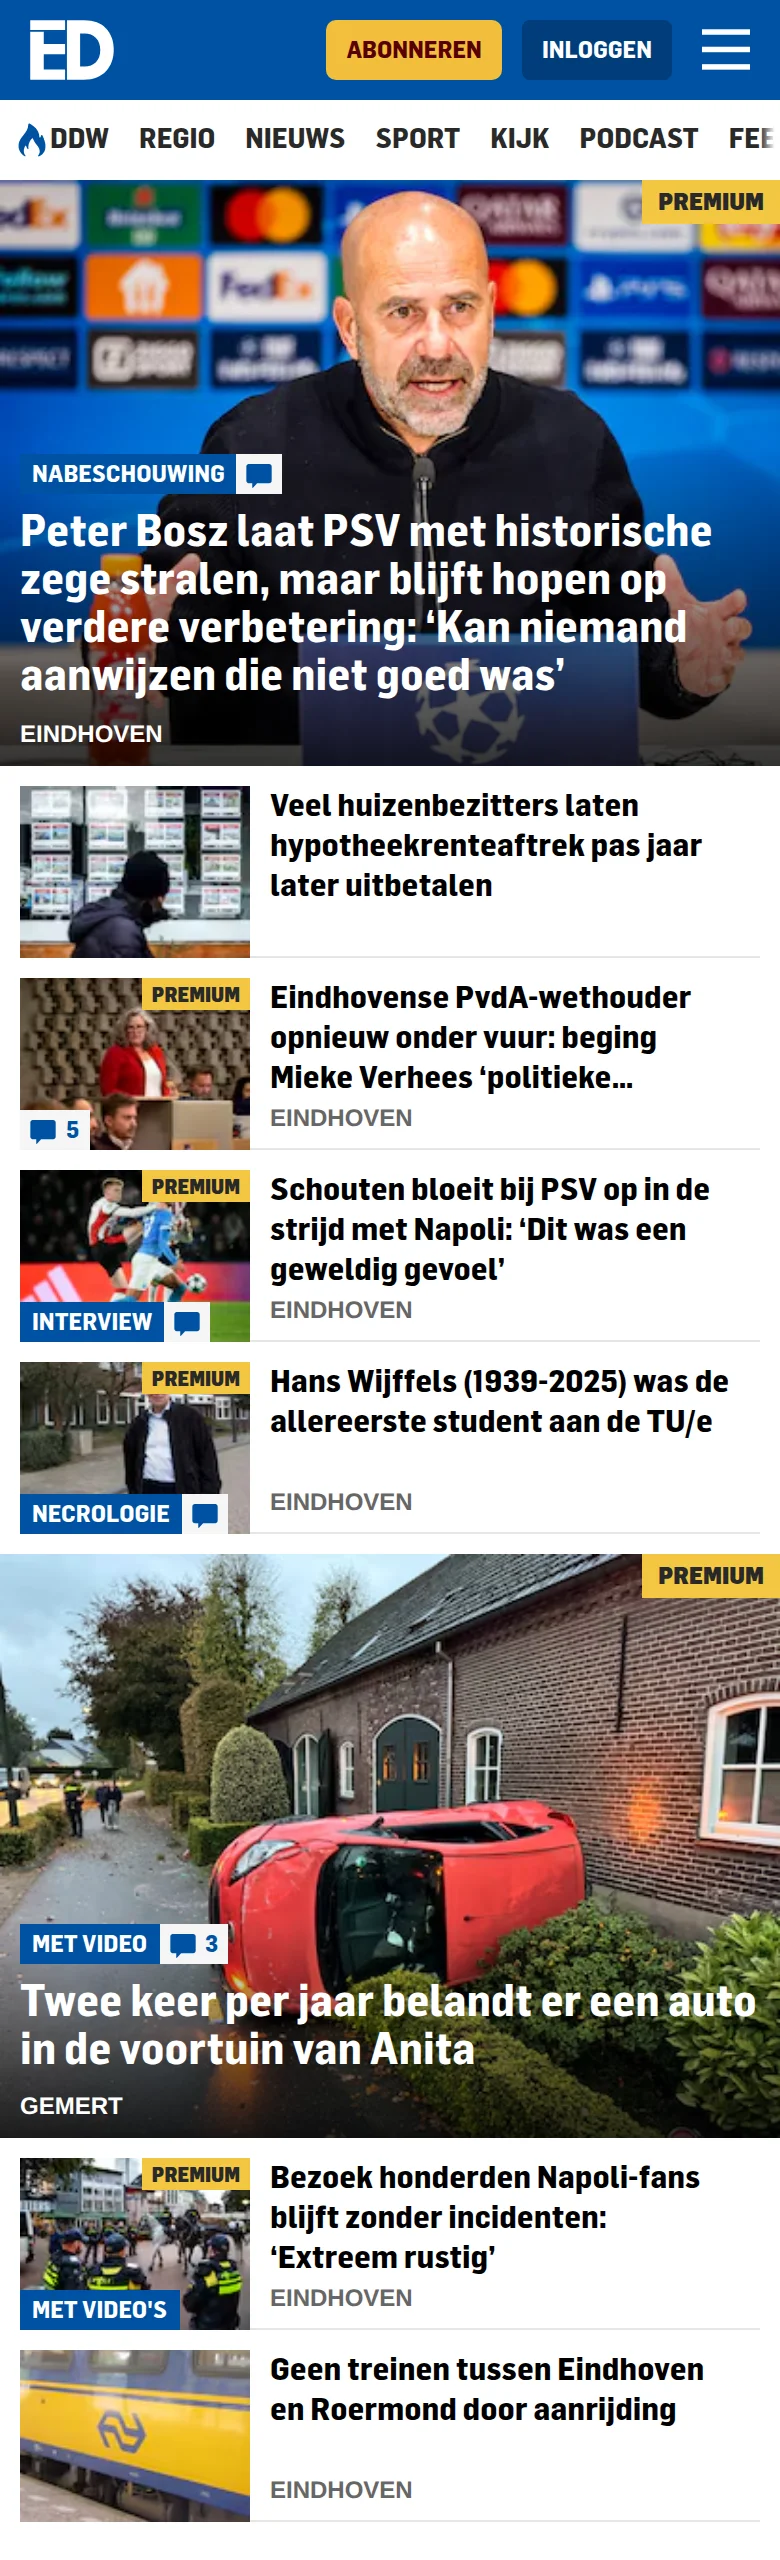 ED
ABONNEREN
INLOGGEN
DDW
REGIO
NIEUWS
SPORT
KIJK
PODCAST
FEE
PREMIUM
FedEx
Heineken
NABESCHOUWING
Peter Bosz laat PSV met historische
zege stralen, maar blijft hopen op
verdere verbetering: ‘Kan niemand
aanwijzen die niet goed was’
EINDHOVEN
Veel huizenbezitters laten
hypotheekrenteaftrek pas jaar
later uitbetalen
PREMIUM
5
Eindhovense PvdA-wethouder
opnieuw onder vuur: beging
Mieke Verhees ‘politieke...
EINDHOVEN
PREMIUM
INTERVIEW
Schouten bloeit bij PSV op in de
strijd met Napoli: ‘Dit was een
geweldig gevoel’
EINDHOVEN
PREMIUM
NECROLOGIE
Hans Wijffels (1939-2025) was de
allereerste student aan de TU/e
EINDHOVEN
PREMIUM
MET VIDEO
3
Twee keer per jaar belandt er een auto
in de voortuin van Anita
GEMERT
PREMIUM
MET VIDEO'S
Bezoek honderden Napoli-fans
blijft zonder incidenten:
‘Extreem rustig’
EINDHOVEN
Geen treinen tussen Eindhoven
en Roermond door aanrijding
EINDHOVEN